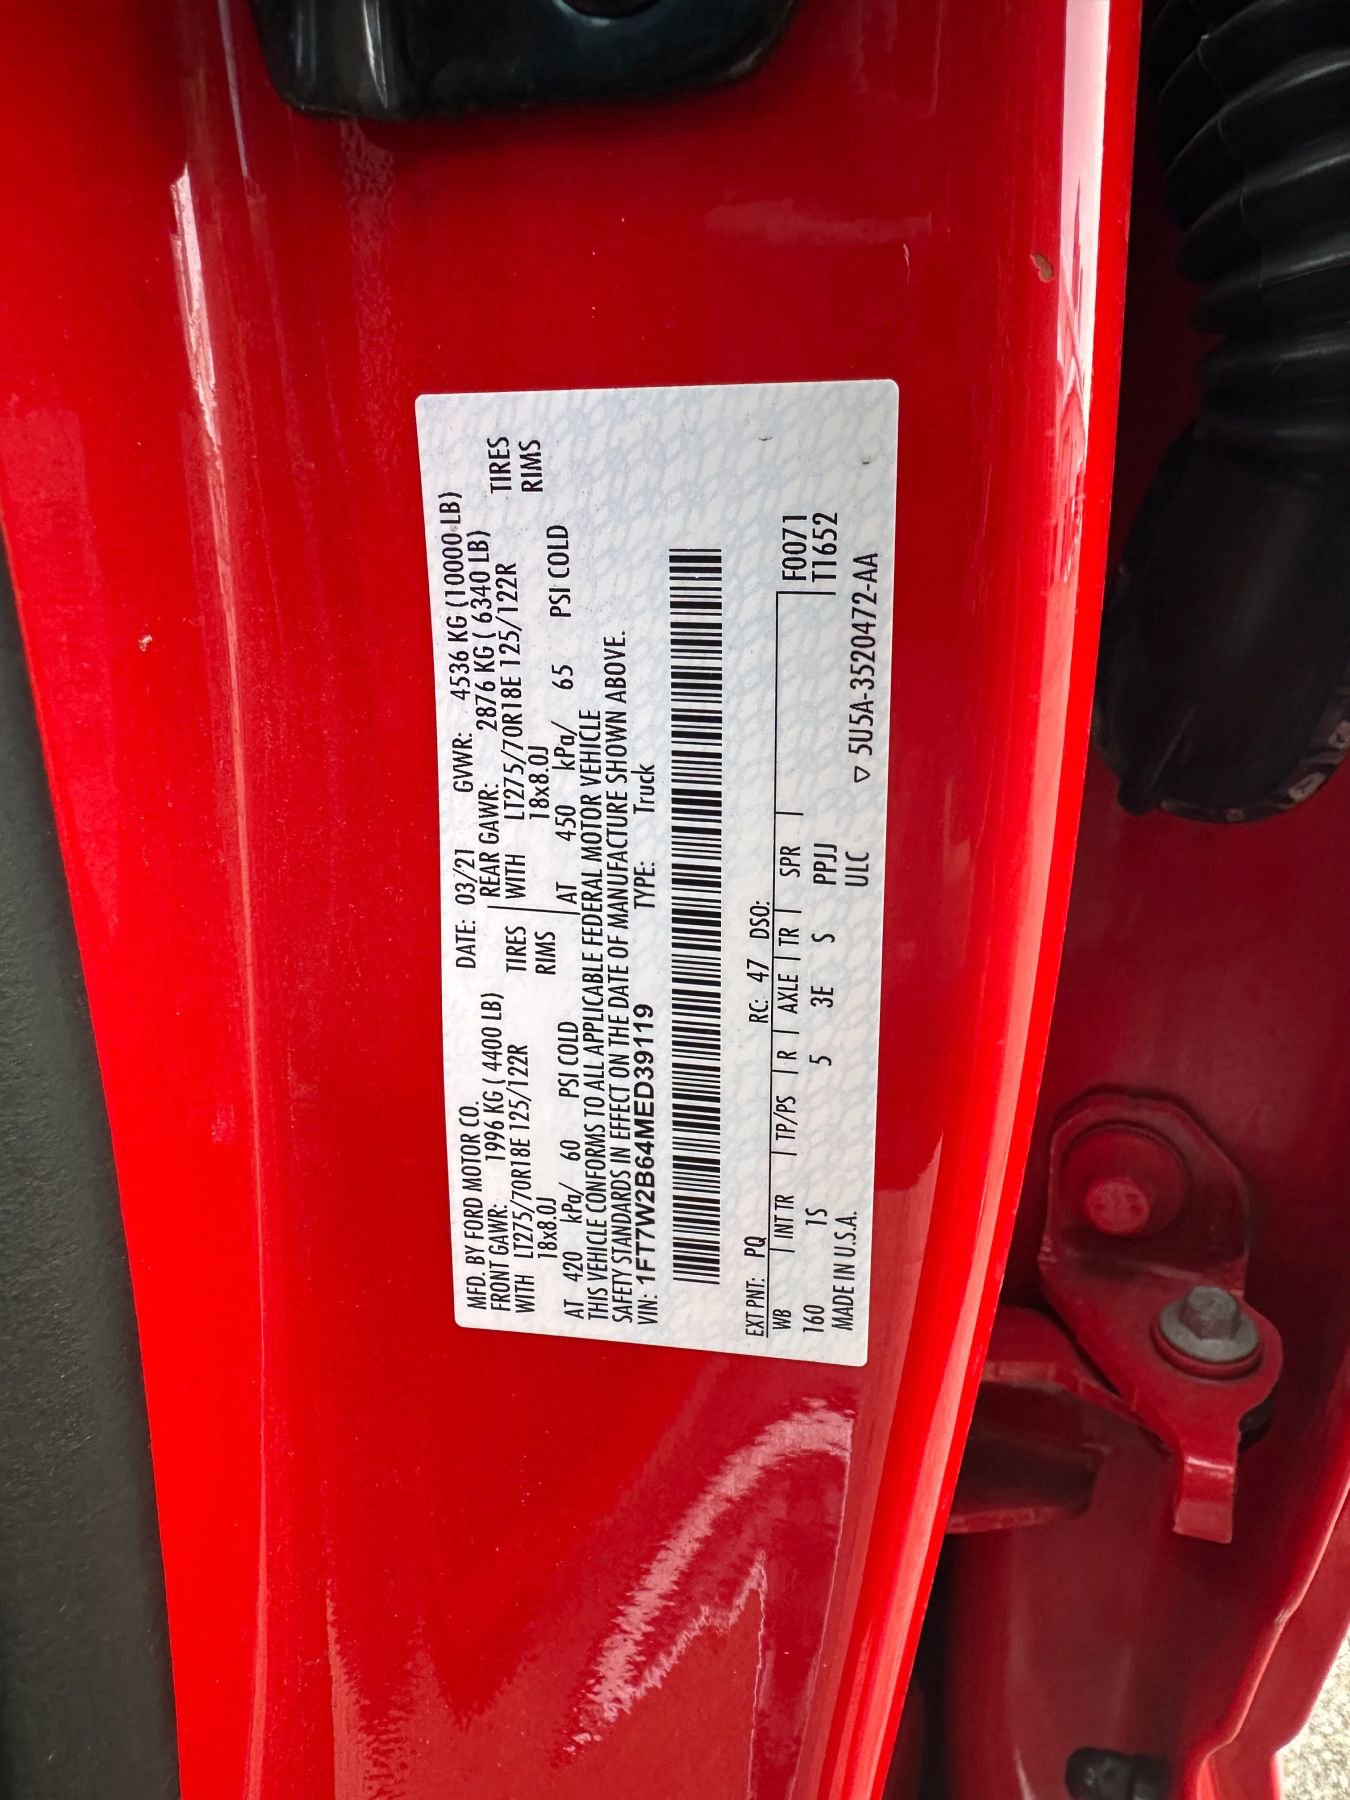 MFD. BY FORD MOTOR CO. DATE: 03/21 GVWR: 4536 KG (10000 LB)
FRONT GAWR: 1996 KG ( 4400 LB) REAR GAWR: 2876 KG ( 6340 LB)
WITH LT275/70R18E 125/122R TIRES WITH LT275/70R18E 125/122R TIRES
18x8.0J RIMS 18x8.0J RIMS
AT 420 kPa/ 60 PSI COLD AT 450 kPa/ 65 PSI COLD
THIS VEHICLE CONFORMS TO ALL APPLICABLE FEDERAL MOTOR VEHICLE
SAFETY STANDARDS IN EFFECT ON THE DATE OF MANUFACTURE SHOWN ABOVE.
VIN: 1FT7W2B64MED39119 TYPE: Truck
EXT PNT: PQ RC: 47 DSO:
WB INT TR TP/PS R AXLE TR SPR F0071
160 1S 5 3E S PPJJ T1652
MADE IN U.S.A. ULC ▽ 5U5A-3520472-AA